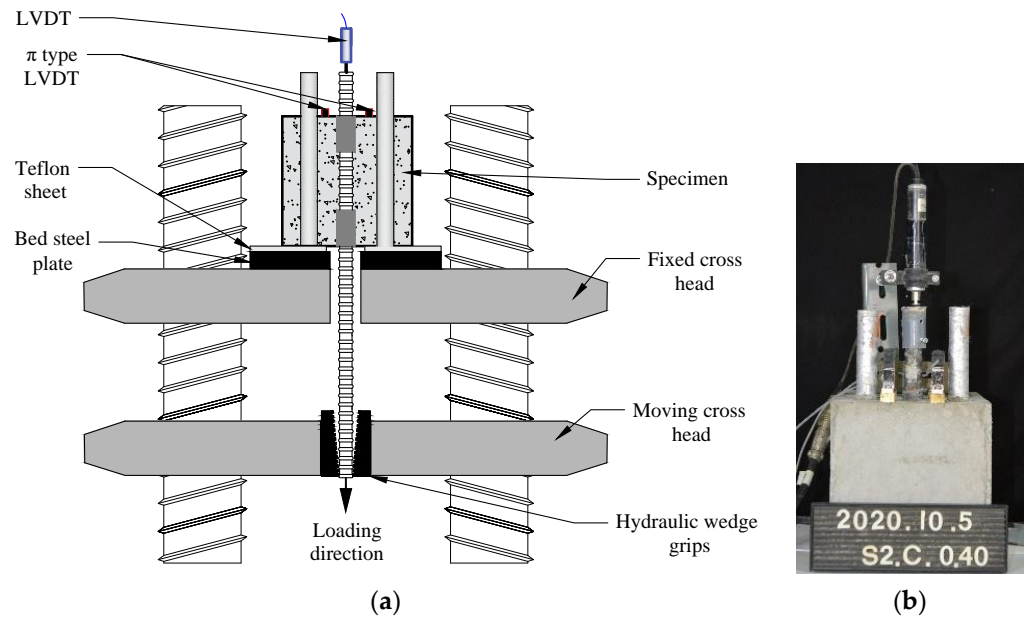 LVDT
π type
LVDT
Teflon
sheet
Bed steel
plate
Specimen
Fixed cross
head
Moving cross
head
Hydraulic wedge
grips
Loading
direction
2020.10.5
S2.C.0.40
(a)
(b)